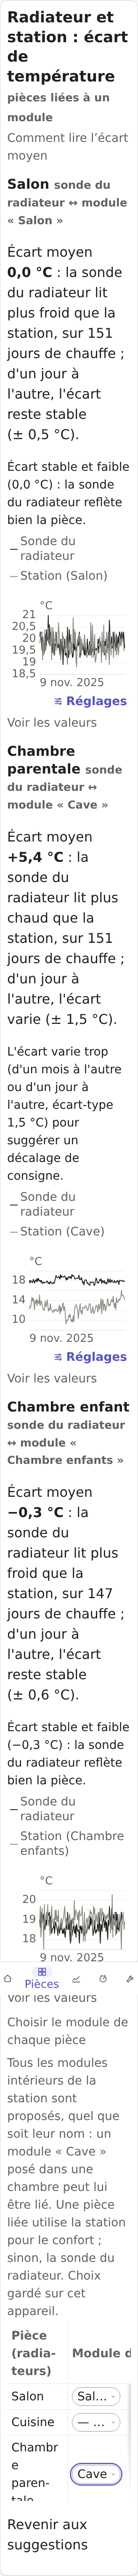 Radiateur et
station : écart
de
température
pièces liées à un
module
Comment lire l’écart
moyen
Salon sonde du
radiateur ↔ module
« Salon »
Écart moyen
0,0 °C : la sonde
du radiateur lit
plus froid que la
station, sur 151
jours de chauffe ;
d'un jour à
l'autre, l'écart
reste stable
(± 0,5 °C).
Écart stable et faible
(0,0 °C) : la sonde
du radiateur reflète
bien la pièce.
Sonde du
radiateur
Station (Salon)
°C
21
20,5
20
19,5
19
18,5
9 nov. 2025
Réglages
Voir les valeurs
Chambre
parentale sonde
du radiateur ↔
module « Cave »
Écart moyen
+5,4 °C : la
sonde du
radiateur lit plus
chaud que la
station, sur 151
jours de chauffe ;
d'un jour à
l'autre, l'écart
varie (± 1,5 °C).
L'écart varie trop
(d'un mois à l'autre
ou d'un jour à
l'autre, écart-type
1,5 °C) pour
suggérer un
décalage de
consigne.
Sonde du
radiateur
Station (Cave)
°C
18
14
10
9 nov. 2025
Réglages
Voir les valeurs
Chambre enfant
sonde du radiateur
↔ module «
Chambre enfants »
Écart moyen
−0,3 °C : la
sonde du
radiateur lit plus
froid que la
station, sur 147
jours de chauffe ;
d'un jour à
l'autre, l'écart
reste stable
(± 0,6 °C).
Écart stable et faible
(−0,3 °C) : la sonde
du radiateur reflète
bien la pièce.
Sonde du
radiateur
Station (Chambre
enfants)
°C
20
19
18
9 nov. 2025
Pièces
Voir les valeurs
Choisir le module de
chaque pièce
Tous les modules
intérieurs de la
station sont
proposés, quel que
soit leur nom : un
module « Cave »
posé dans une
chambre peut lui
être lié. Une pièce
liée utilise la station
pour le confort ;
sinon, la sonde du
radiateur. Choix
gardé sur cet
appareil.
Pièce
(radia-
teurs)
Module d
Salon
Sal...
Cuisine
— ...
Chambr
e
paren-
tale
Cave
Revenir aux
suggestions